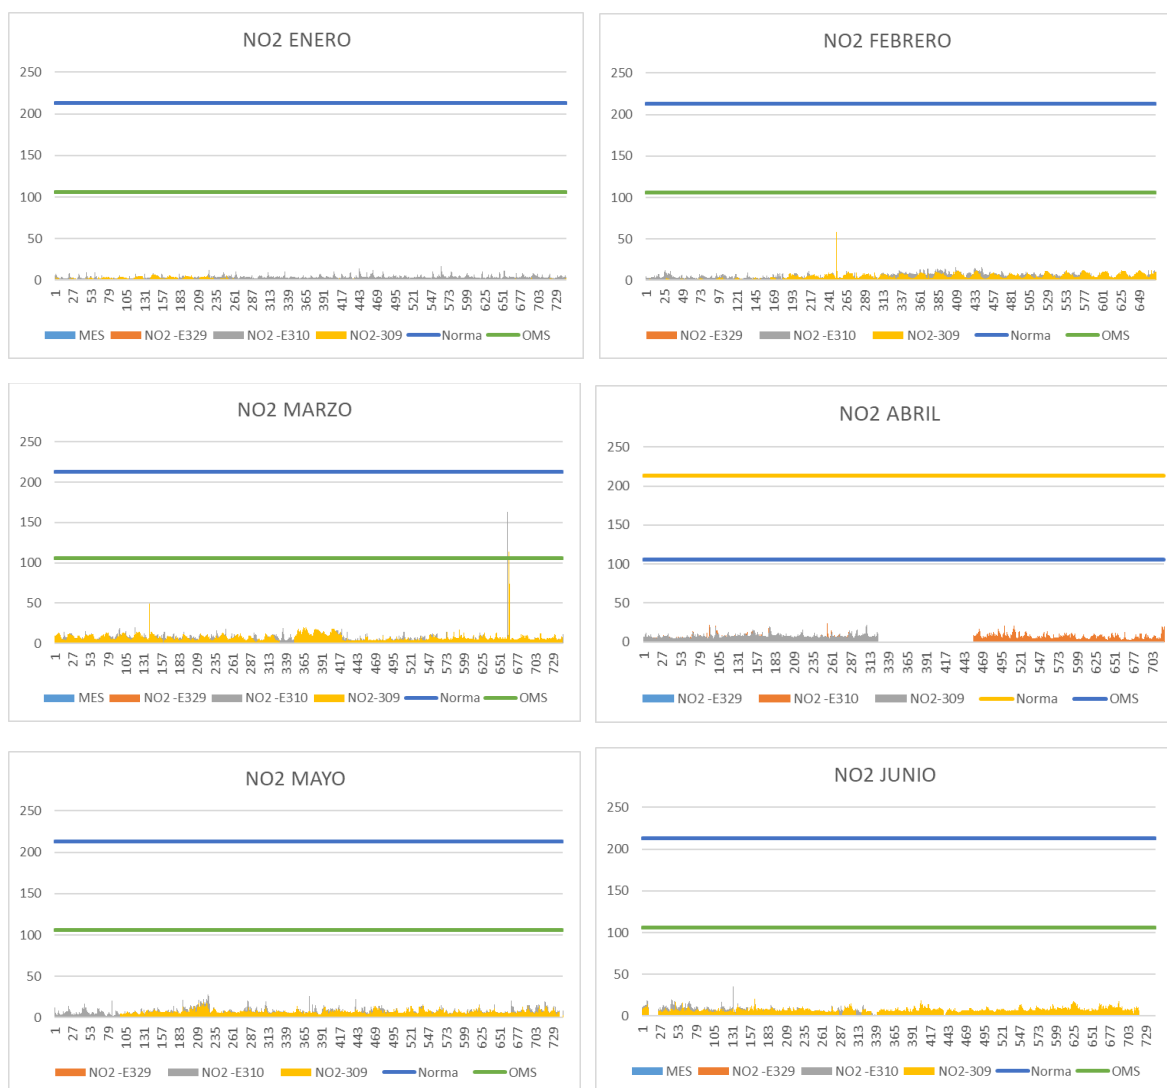 NO2 ENERO
250
200
150
100
50
0
1 27 53 79 105 131 157 183 209 235 261 287 313 339 365 391 417 443 469 495 521 547 573 599 625 651 677 703 729
MES NO2 -E329 NO2 -E310 NO2-309 Norma OMS
NO2 FEBRERO
250
200
150
100
50
0
1 25 49 73 97 121 145 169 193 217 241 265 289 313 337 361 385 409 433 457 481 505 529 553 577 601 625 649
NO2 -E329 NO2 -E310 NO2-309 Norma OMS
NO2 MARZO
250
200
150
100
50
0
1 27 53 79 105 131 157 183 209 235 261 287 313 339 365 391 417 443 469 495 521 547 573 599 625 651 677 703 729
MES NO2 -E329 NO2 -E310 NO2-309 Norma OMS
NO2 ABRIL
250
200
150
100
50
0
1 27 53 79 105 131 157 183 209 235 261 287 313 339 365 391 417 443 469 495 521 547 573 599 625 651 677 703
NO2 -E329 NO2 -E310 NO2-309 Norma OMS
NO2 MAYO
250
200
150
100
50
0
1 27 53 79 105 131 157 183 209 235 261 287 313 339 365 391 417 443 469 495 521 547 573 599 625 651 677 703 729
NO2 -E329 NO2 -E310 NO2-309 Norma OMS
NO2 JUNIO
250
200
150
100
50
0
1 27 53 79 105 131 157 183 209 235 261 287 313 339 365 391 417 443 469 495 521 547 573 599 625 651 677 703 729
MES NO2 -E329 NO2 -E310 NO2-309 Norma OMS